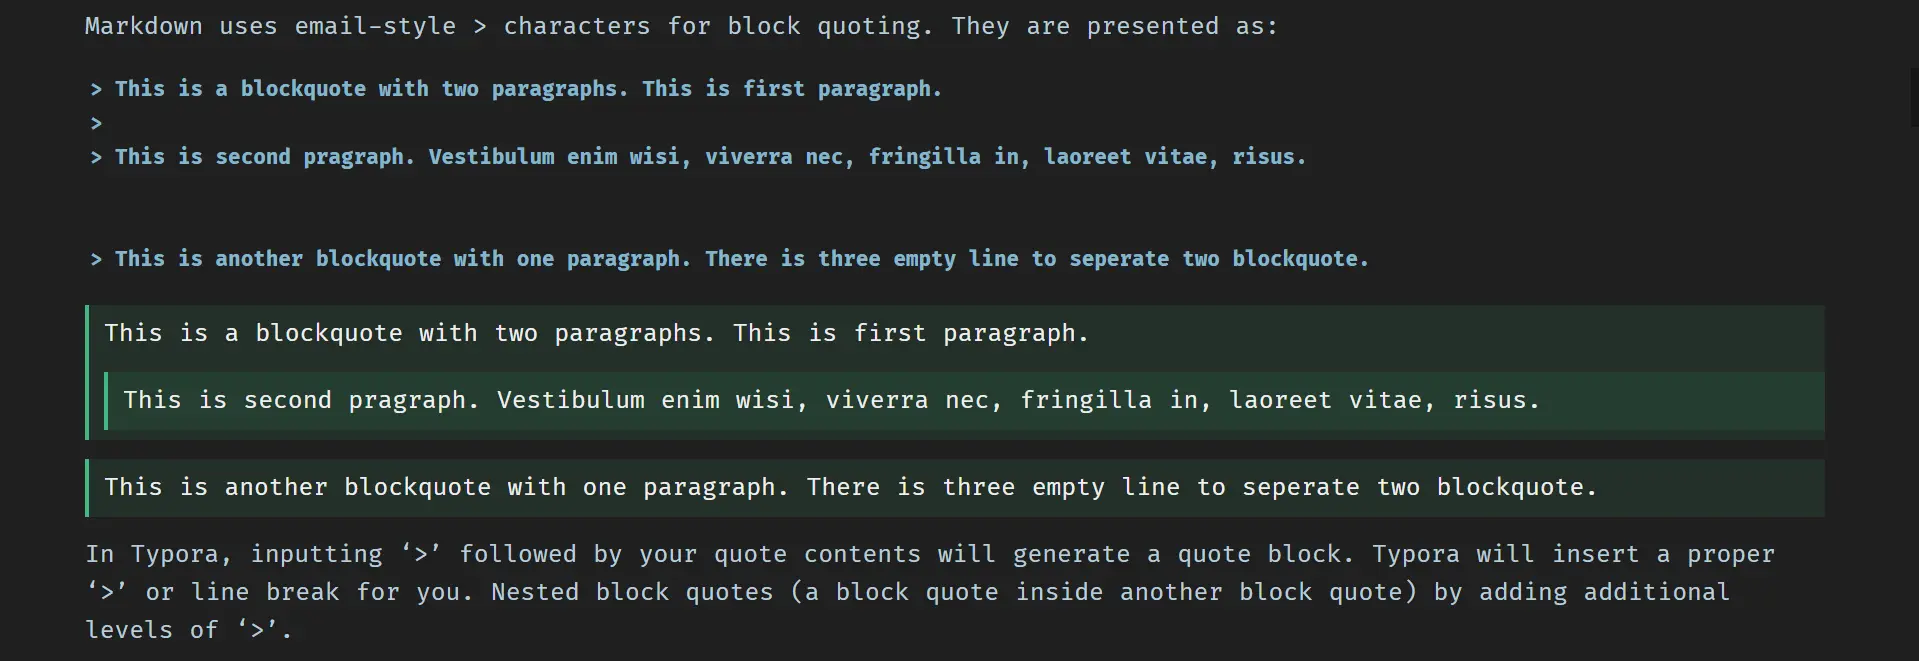 Markdown uses email-style > characters for block quoting. They are presented as:
> This is a blockquote with two paragraphs. This is first paragraph.
>
> This is second pragraph. Vestibulum enim wisi, viverra nec, fringilla in, laoreet vitae, risus.
> This is another blockquote with one paragraph. There is three empty line to seperate two blockquote.
This is a blockquote with two paragraphs. This is first paragraph.
This is second pragraph. Vestibulum enim wisi, viverra nec, fringilla in, laoreet vitae, risus.
This is another blockquote with one paragraph. There is three empty line to seperate two blockquote.
In Typora, inputting ‘>’ followed by your quote contents will generate a quote block. Typora will insert a proper
‘>’ or line break for you. Nested block quotes (a block quote inside another block quote) by adding additional
levels of ‘>’.